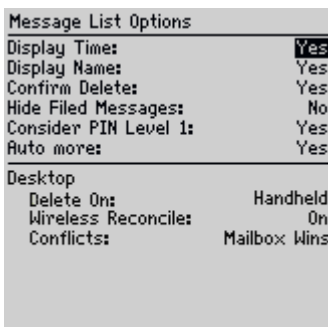 Message List Options
Display Time: Yes
Display Name: Yes
Confirm Delete: Yes
Hide Filed Messages: No
Consider PIN Level 1: Yes
Auto more: Yes
Desktop
Delete On: Handheld
Wireless Reconcile: On
Conflicts: Mailbox Wins